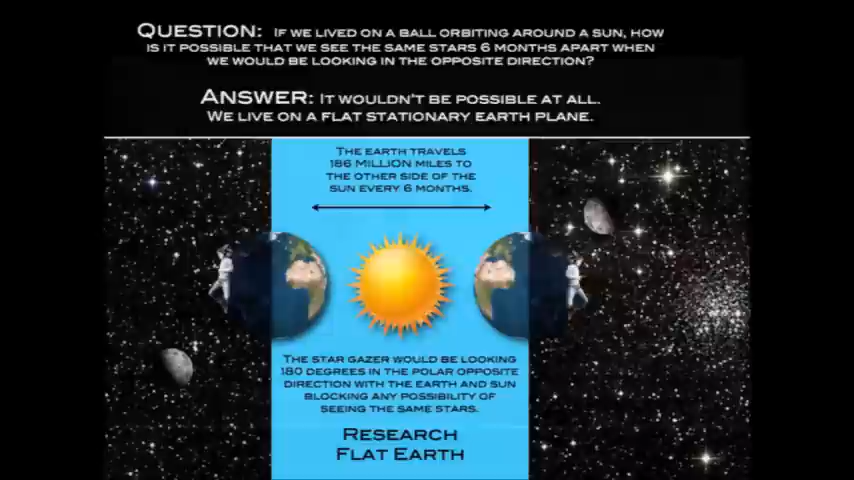 QUESTION: IF WE LIVED ON A BALL ORBITING AROUND A SUN, HOW
IS IT POSSIBLE THAT WE SEE THE SAME STARS 6 MONTHS APART WHEN
WE WOULD BE LOOKING IN THE OPPOSITE DIRECTION?
ANSWER: IT WOULDN'T BE POSSIBLE AT ALL.
WE LIVE ON A FLAT STATIONARY EARTH PLANE.
THE EARTH TRAVELS
186 MILLION MILES TO
THE OTHER SIDE OF THE
SUN EVERY 6 MONTHS.
THE STAR GAZER WOULD BE LOOKING
180 DEGREES IN THE POLAR OPPOSITE
DIRECTION WITH THE EARTH AND SUN
BLOCKING ANY POSSIBILITY OF
SEEING THE SAME STARS.
RESEARCH
FLAT EARTH